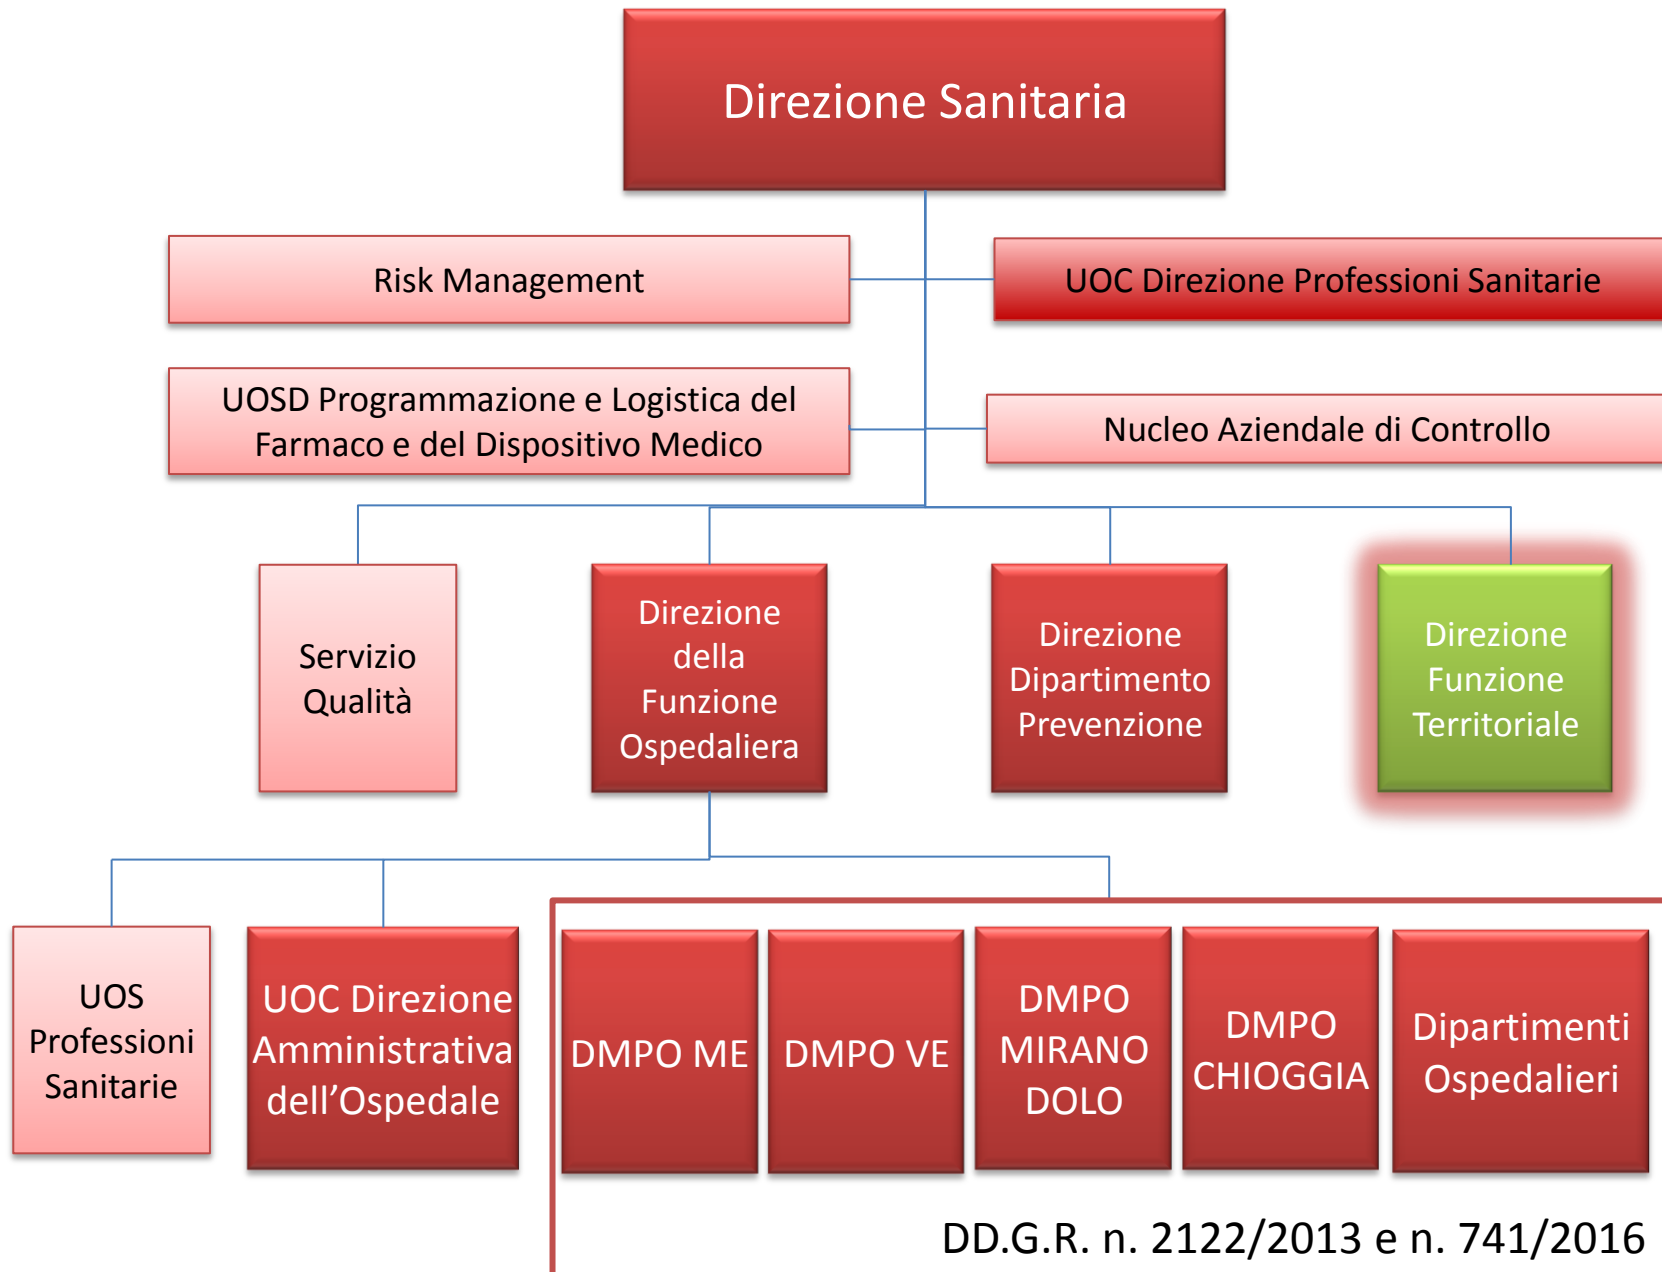 Direzione Sanitaria
Risk Management
UOC Direzione Professioni Sanitarie
UOSD Programmazione e Logistica del
Farmaco e del Dispositivo Medico
Nucleo Aziendale di Controllo
Servizio
Qualità
Direzione
della
Funzione
Ospedaliera
Direzione
Dipartimento
Prevenzione
Direzione
Funzione
Territoriale
UOS
Professioni
Sanitarie
UOC Direzione
Amministrativa
dell’Ospedale
DMPO ME
DMPO VE
DMPO
MIRANO
DOLO
DMPO
CHIOGGIA
Dipartimenti
Ospedalieri
DD.G.R. n. 2122/2013 e n. 741/2016